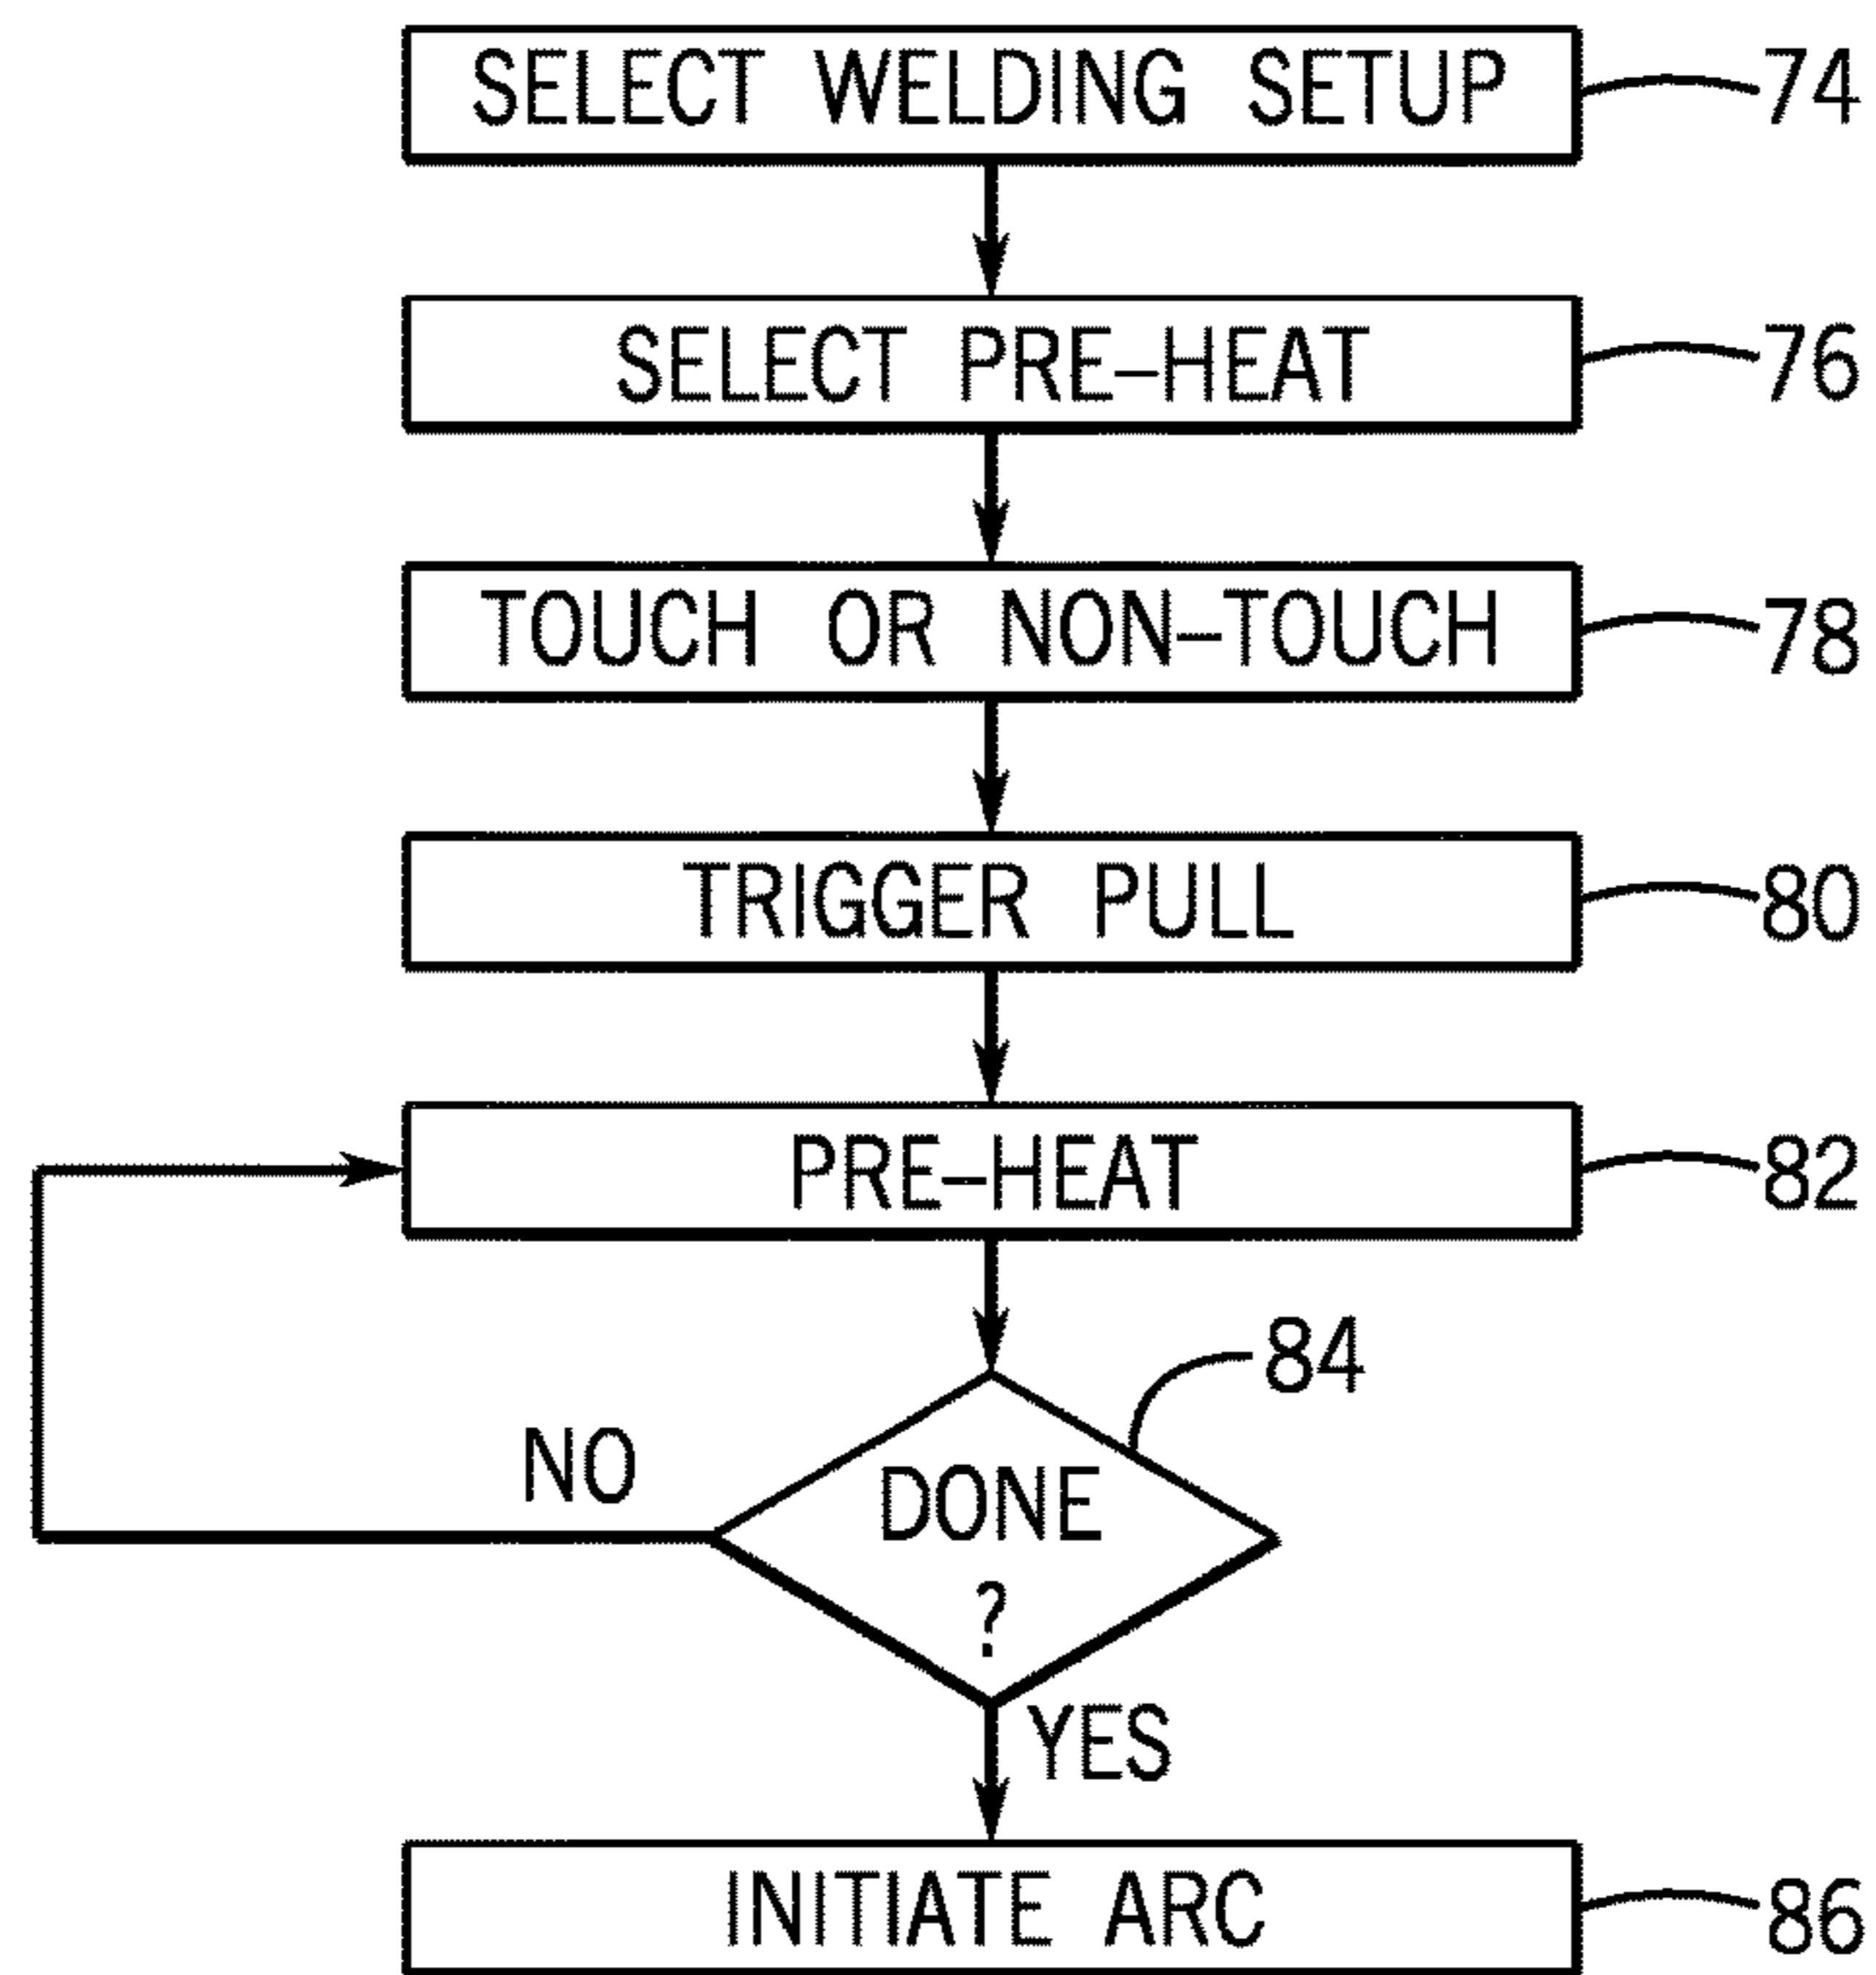 SELECT WELDING SETUP 74
SELECT PRE-HEAT 76
TOUCH OR NON-TOUCH 78
TRIGGER PULL 80
PRE-HEAT 82
84
NO
DONE
?
YES
INITIATE ARC 86